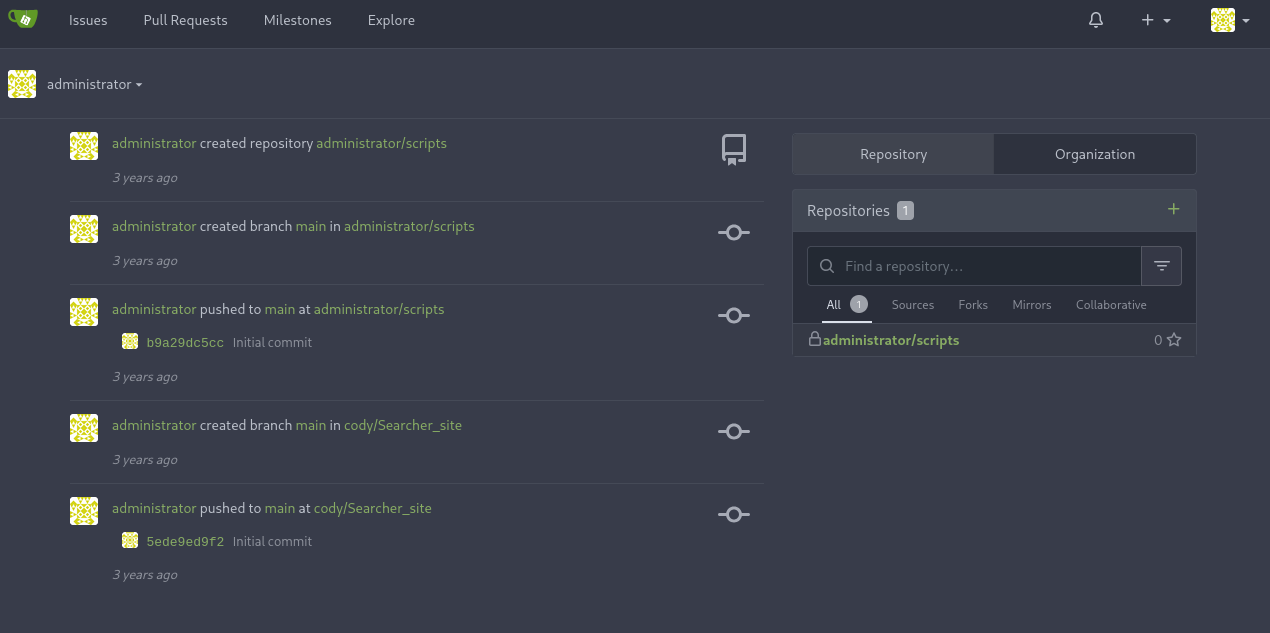 Issues Pull Requests Milestones Explore
administrator
administrator created repository administrator/scripts
3 years ago
administrator created branch main in administrator/scripts
3 years ago
administrator pushed to main at administrator/scripts
b9a29dc5cc Initial commit
3 years ago
administrator created branch main in cody/Searcher_site
3 years ago
administrator pushed to main at cody/Searcher_site
5ede9ed9f2 Initial commit
3 years ago
Repository Organization
Repositories 1
Find a repository...
All 1 Sources Forks Mirrors Collaborative
administrator/scripts 0